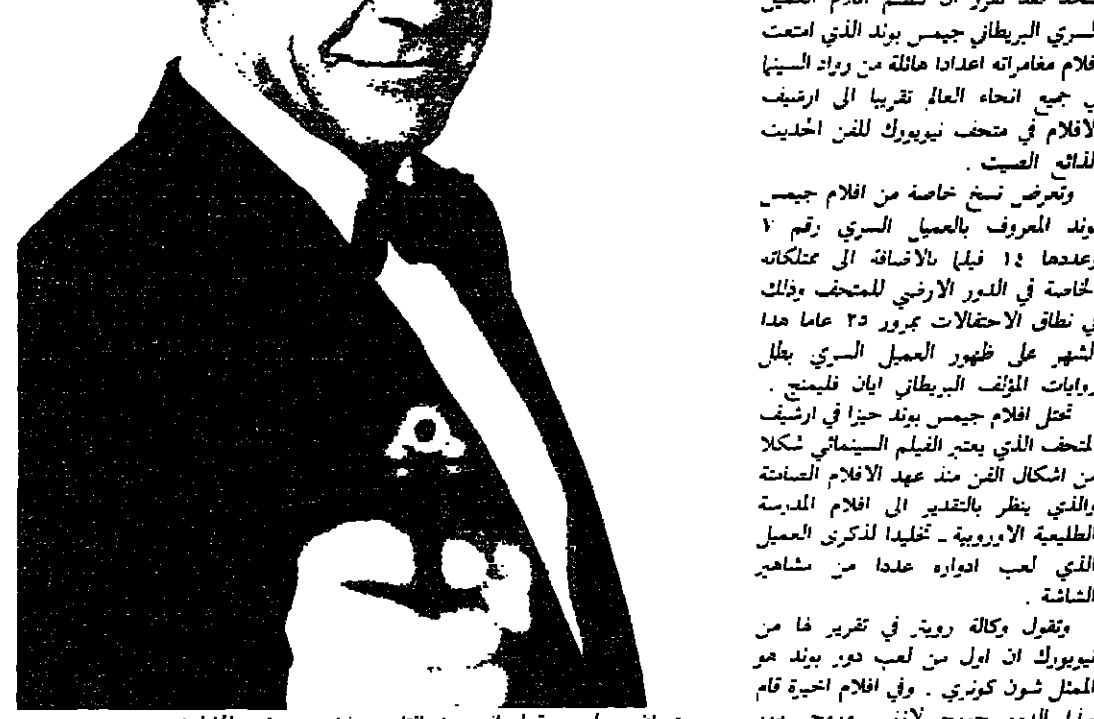 السري البريطاني جيمس بوند الذي امتعت
افلام مغامراته اعدادا هائلة من رواد السينما
في جميع انحاء العالم تقريبا الى ارشيف
الافلام في متحف نيويورك للفن الحديث
الذائع الصيت .
وتعرض نسخ خاصة من افلام جيمس
بوند المعروف بالعميل السري رقم ٧
وعددها ١٤ فيلما بالاضافة الى ممتلكاته
الخاصة في الدور الارضي للمتحف وذلك
في نطاق الاحتفالات بمرور ٢٥ عاما هذا
الشهر على ظهور العميل السري بطل
روايات المؤلف البريطاني ايان فليمنج .
تحتل افلام جيمس بوند حيزا في ارشيف
المتحف الذي يعتبر الفيلم السينمائي شكلا
من اشكال الفن منذ عهد الافلام الصامتة
والذي ينظر بالتقدير الى افلام المدرسة
الطليعية الاوروبية ـ تخليدا لذكرى العميل
الذي لعب ادواره عددا من مشاهير
الشاشة .
وتقول وكالة رويتر في تقرير لها من
نيويورك ان اول من لعب دور بوند هو
الممثل شون كونري . وفي افلام اخيرة قام